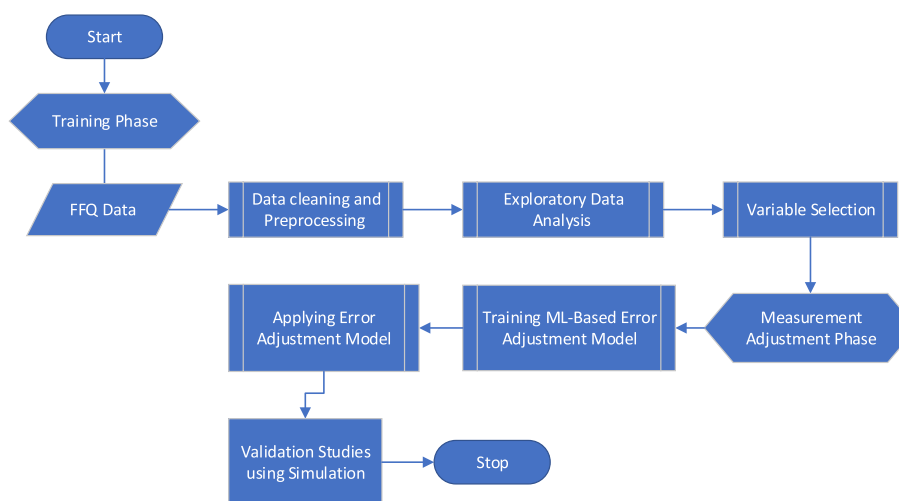 Start
Training Phase
FFQ Data
Data cleaning and
Preprocessing
Exploratory Data
Analysis
Variable Selection
Measurement
Adjustment Phase
Training ML-Based Error
Adjustment Model
Applying Error
Adjustment Model
Validation Studies
using Simulation
Stop